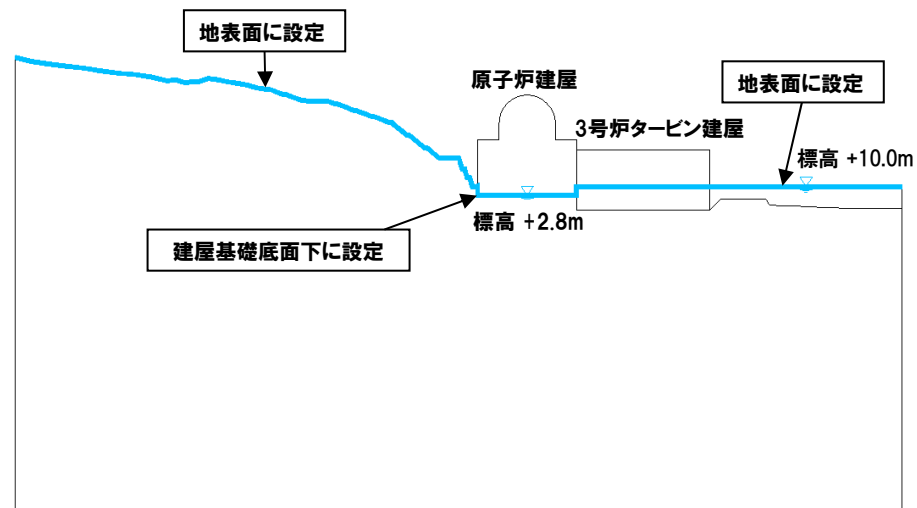 地表面に設定
原子炉建屋
地表面に設定
3号炉タービン建屋
標高 +10.0m
標高 +2.8m
建屋基礎底面下に設定